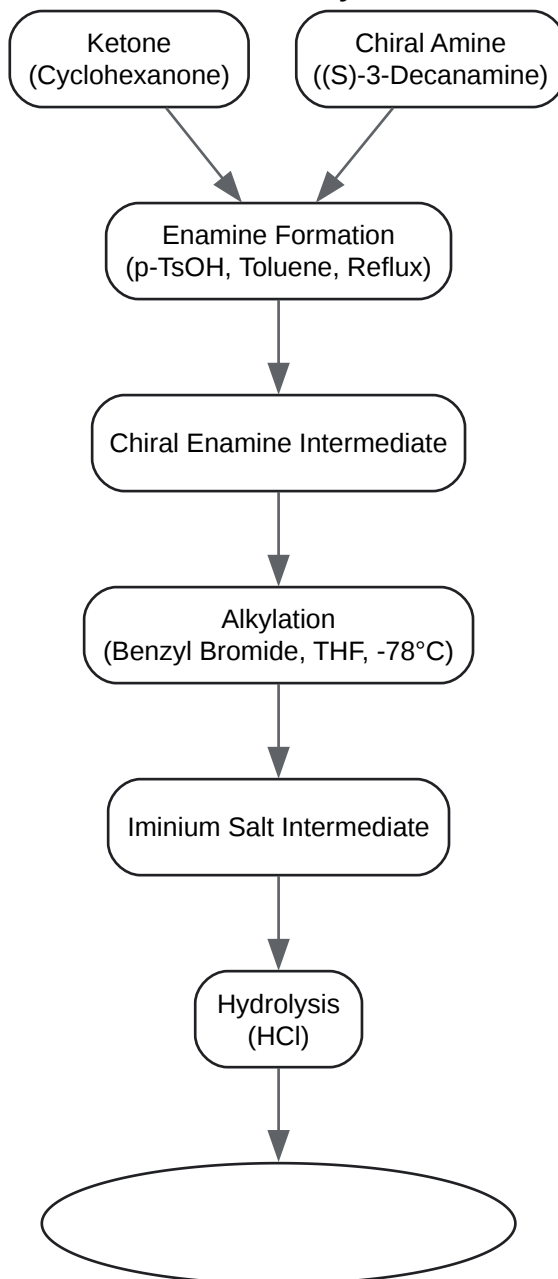 Ketone
(Cyclohexanone)
Chiral Amine
((S)-3-Decanamine)
Enamine Formation
(p-TsOH, Toluene, Reflux)
Chiral Enamine Intermediate
Alkylation
(Benzyl Bromide, THF, -78°C)
Iminium Salt Intermediate
Hydrolysis
(HCl)